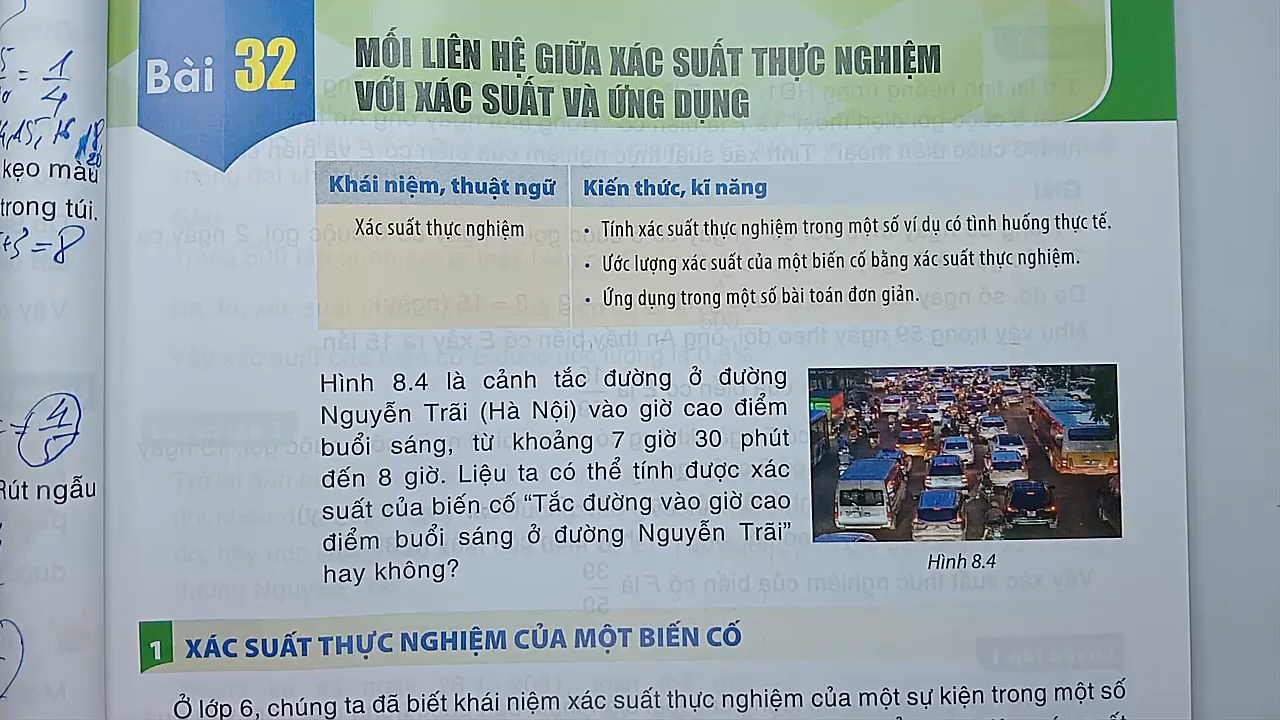 Bài 32
MỐI LIÊN HỆ GIỮA XÁC SUẤT THỰC NGHIỆM
VỚI XÁC SUẤT VÀ ỨNG DỤNG
Khái niệm, thuật ngữ
Xác suất thực nghiệm
Kiến thức, kĩ năng
• Tính xác suất thực nghiệm trong một số ví dụ có tình huống thực tế.
• Ước lượng xác suất của một biến cố bằng xác suất thực nghiệm.
• Ứng dụng trong một số bài toán đơn giản.
Hình 8.4 là cảnh tắc đường ở đường
Nguyễn Trãi (Hà Nội) vào giờ cao điểm
buổi sáng, từ khoảng 7 giờ 30 phút
đến 8 giờ. Liệu ta có thể tính được xác
suất của biến cố “Tắc đường vào giờ cao
điểm buổi sáng ở đường Nguyễn Trãi”
hay không?
Hình 8.4
1 XÁC SUẤT THỰC NGHIỆM CỦA MỘT BIẾN CỐ
Ở lớp 6, chúng ta đã biết khái niệm xác suất thực nghiệm của một sự kiện trong một số
kẹo màu
trong túi.
= 8
4/5
Rút ngẫu